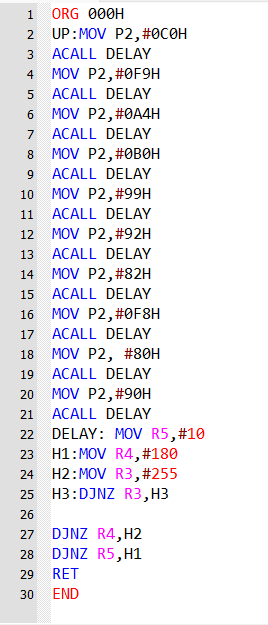 1 ORG 000H
2 UP:MOV P2,#0C0H
3 ACALL DELAY
4 MOV P2,#0F9H
5 ACALL DELAY
6 MOV P2,#0A4H
7 ACALL DELAY
8 MOV P2,#0B0H
9 ACALL DELAY
10 MOV P2,#99H
11 ACALL DELAY
12 MOV P2,#92H
13 ACALL DELAY
14 MOV P2,#82H
15 ACALL DELAY
16 MOV P2,#0F8H
17 ACALL DELAY
18 MOV P2, #80H
19 ACALL DELAY
20 MOV P2,#90H
21 ACALL DELAY
22 DELAY: MOV R5,#10
23 H1:MOV R4,#180
24 H2:MOV R3,#255
25 H3:DJNZ R3,H3
26
27 DJNZ R4,H2
28 DJNZ R5,H1
29 RET
30 END